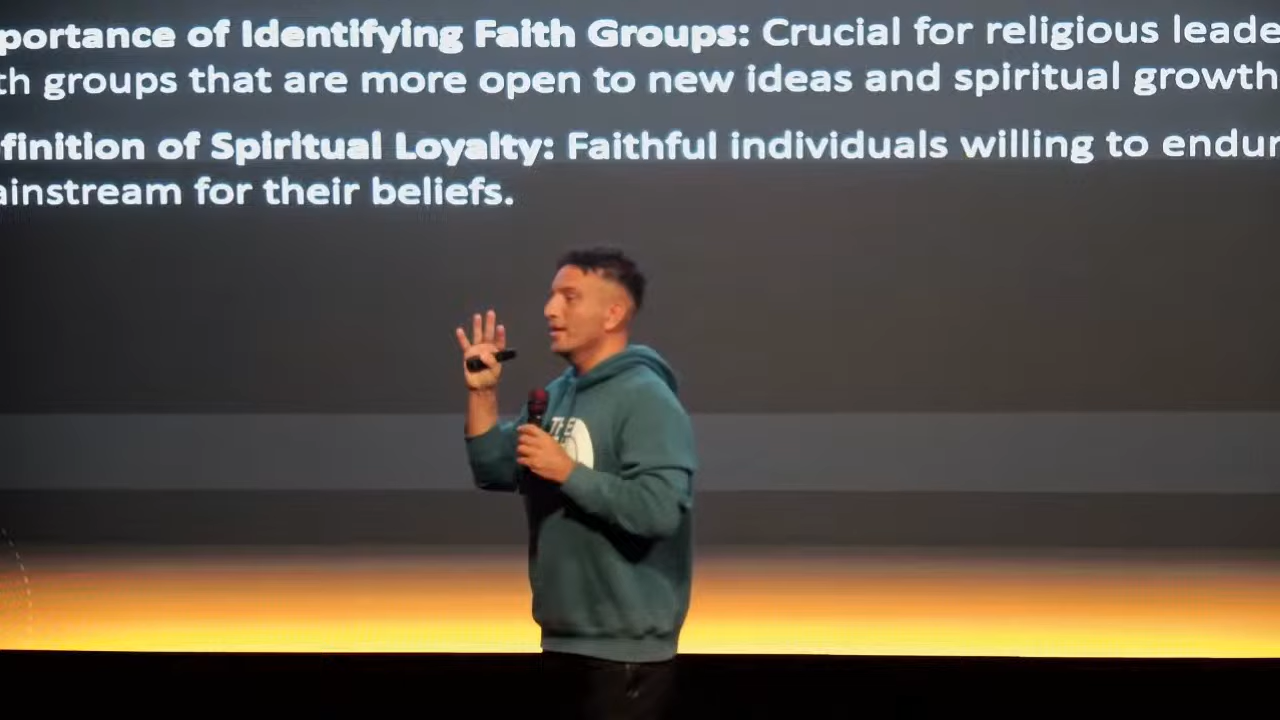 portance of Identifying Faith Groups: Crucial for religious leade
th groups that are more open to new ideas and spiritual growth
finition of Spiritual Loyalty: Faithful individuals willing to endur
ainstream for their beliefs.
THE